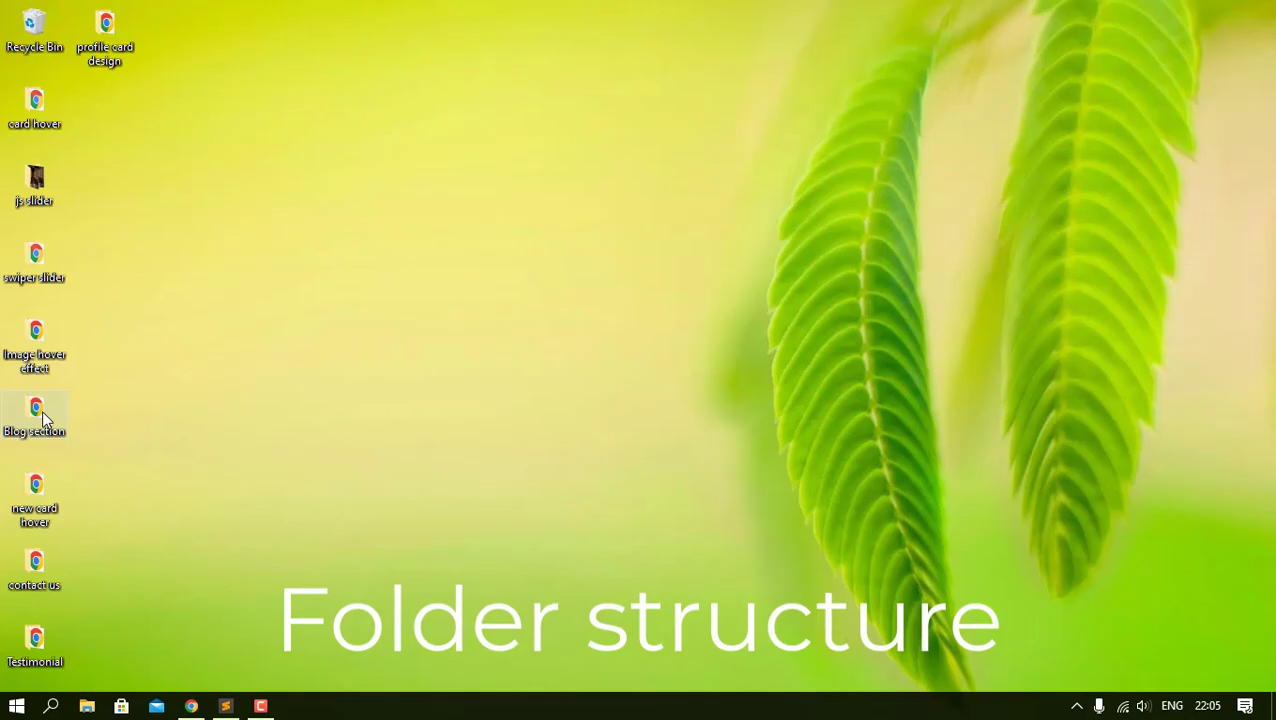 Recycle Bin
profile card
design
card hover
js slider
swiper slider
Image hover
effect
Blog section
new card
hover
contact us
Testimonial
Folder structure
ENG
22:05